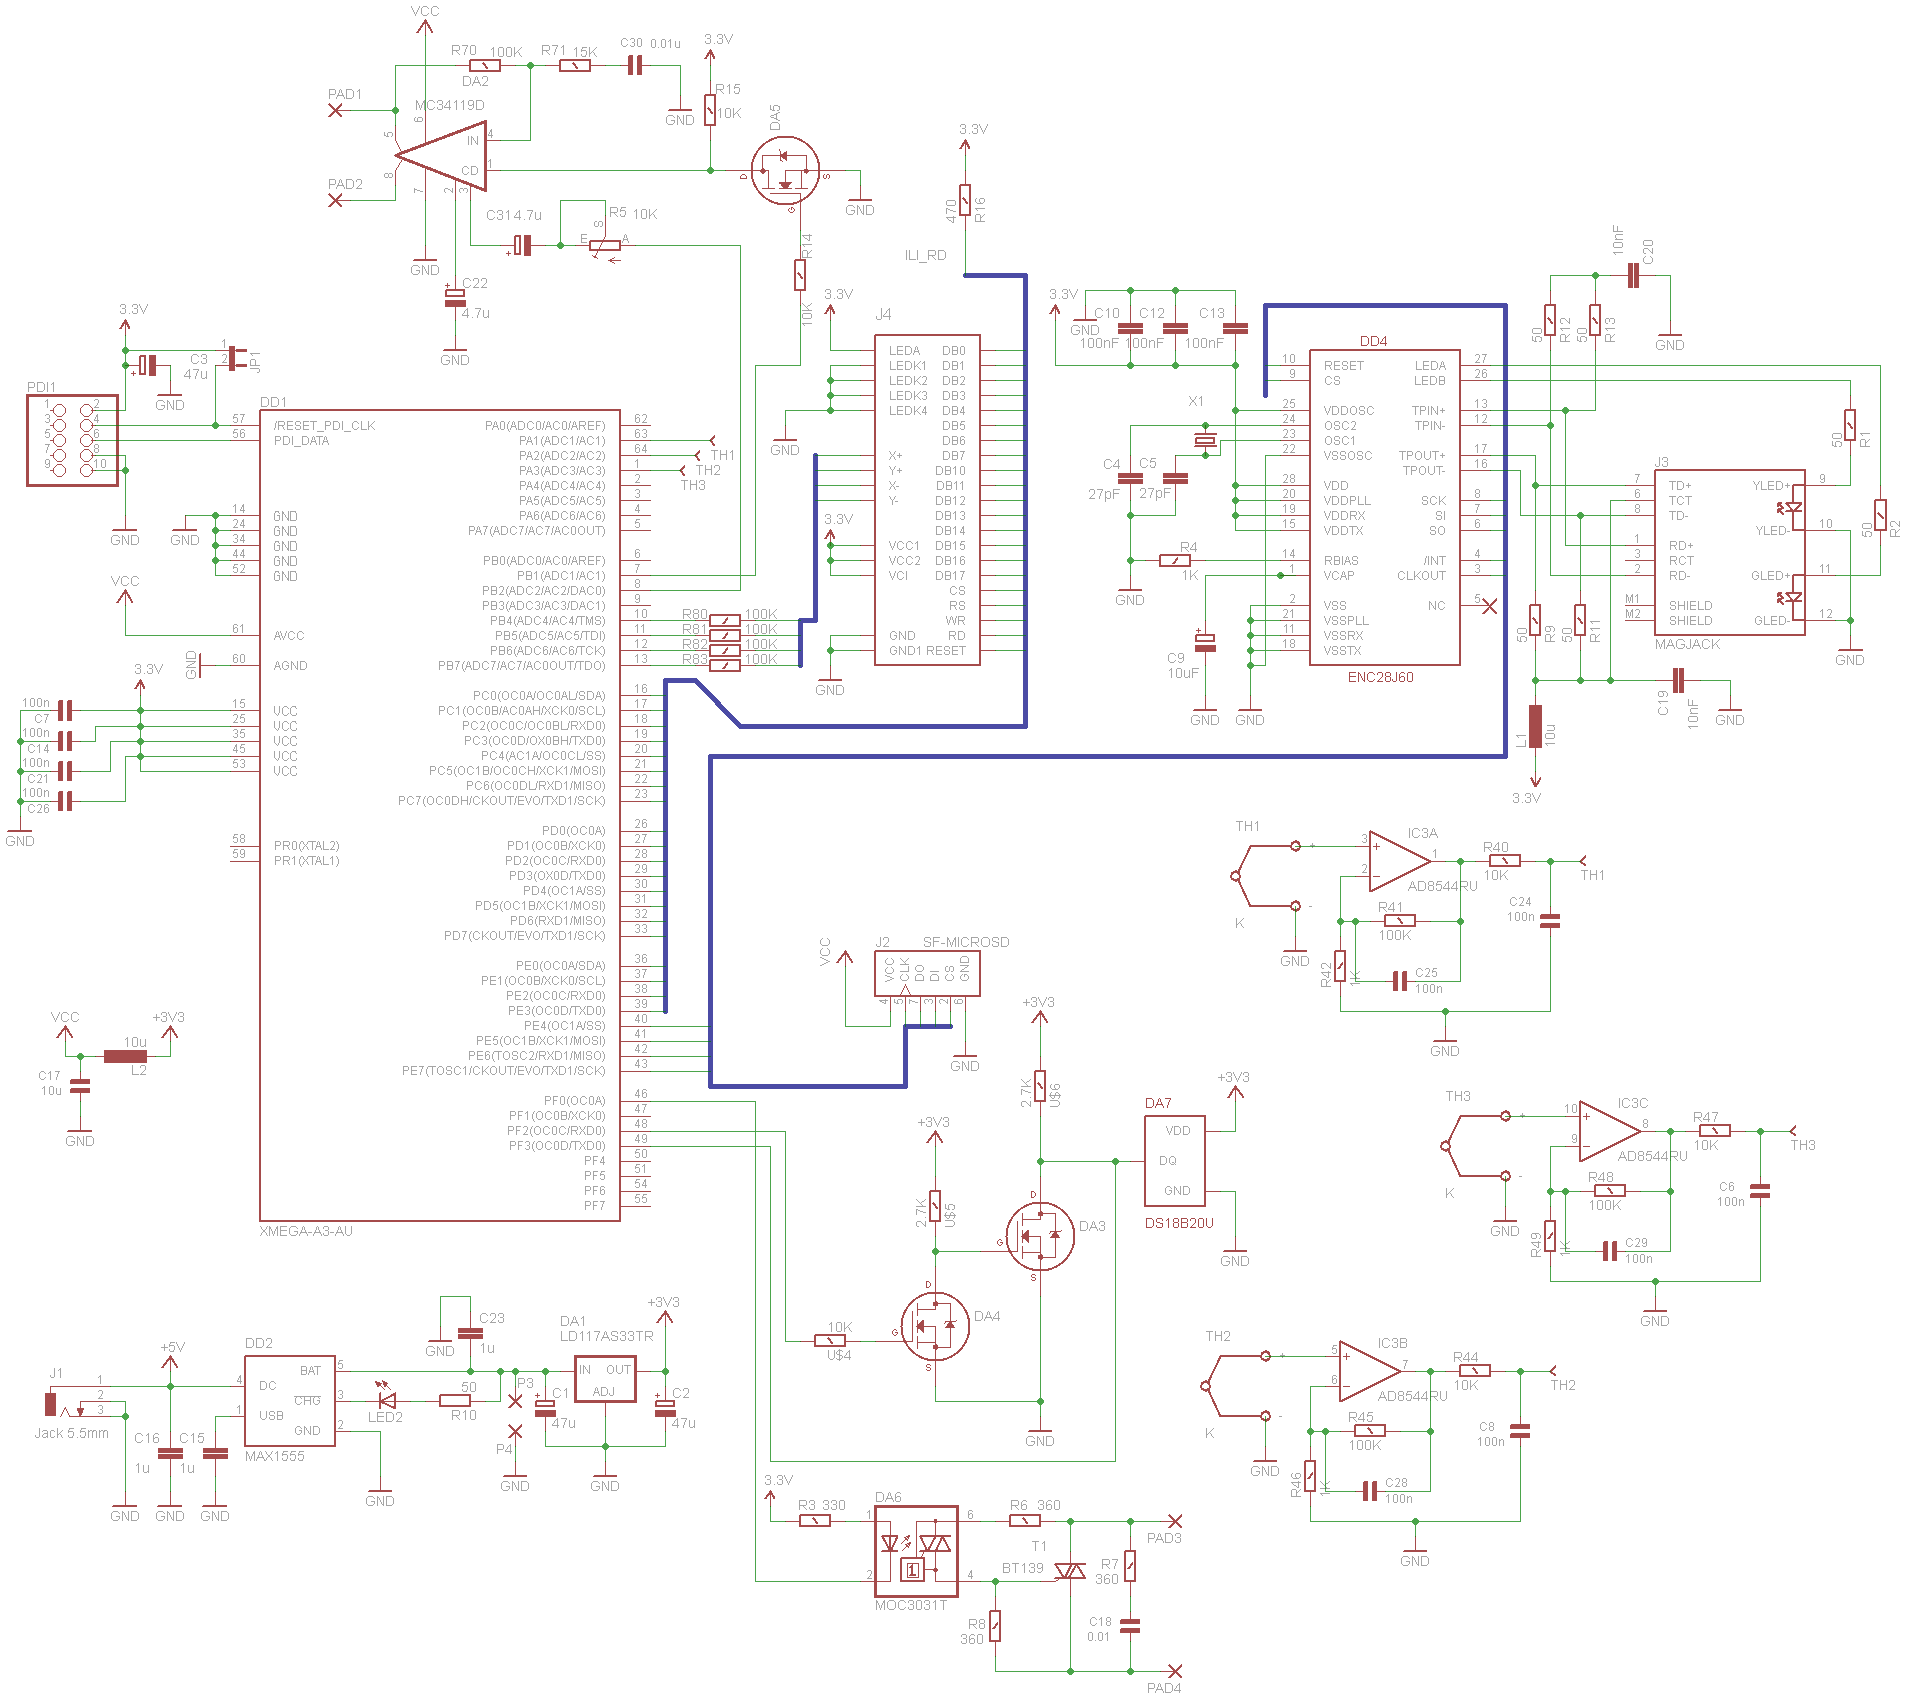 VCC
R70 100K
R71 15K
C30 0.01u
3.3V
DA2
PAD1
MC34119D
GND
R15
10K
DA5
5
6
IN 4
CD 1
8
7
2
3
PAD2
D
S
G
GND
3.3V
470
R16
C31 4.7u
R5 10K
S
E
A
R14
10K
ILI_RD
GND
C22
4.7u
GND
10nF
C20
3.3V
3.3V
J4
3.3V
GND
C10
C12
C13
100nF
100nF
100nF
50
R12
50
R13
GND
3.3V
C3
47u
1
2
JP1
GND
PDI1
1 2
3 4
5 6
7 8
9 10
GND
DD1
57 /RESET_PDI_CLK
56 PDI_DATA
14 GND
24 GND
34 GND
44 GND
52 GND
GND
VCC
61 AVCC
60 AGND
GND
3.3V
15 VCC
25 VCC
35 VCC
45 VCC
53 VCC
100n
C7
100n
C14
100n
C21
100n
C26
GND
58 PR0(XTAL2)
59 PR1(XTAL1)
PA0(ADC0/AC0/AREF) 62
PA1(ADC1/AC1) 63
PA2(ADC2/AC2) 64
PA3(ADC3/AC3) 1
PA4(ADC4/AC4) 2
PA5(ADC5/AC5) 3
PA6(ADC6/AC6) 4
PA7(ADC7/AC7/AC0OUT) 5
TH1
TH2
TH3
PB0(ADC0/AC0/AREF) 6
PB1(ADC1/AC1) 7
PB2(ADC2/AC2/DAC0) 8
PB3(ADC3/AC3/DAC1) 9
PB4(ADC4/AC4/TMS) 10
PB5(ADC5/AC5/TDI) 11
PB6(ADC6/AC6/TCK) 12
PB7(ADC7/AC7/AC0OUT/TDO) 13
R80 100K
R81 100K
R82 100K
R83 100K
PC0(OC0A/OC0AL/SDA) 16
PC1(OC0B/AC0AH/XCK0/SCL) 17
PC2(OC0C/OC0BL/RXD0) 18
PC3(OC0D/OX0BH/TXD0) 19
PC4(AC1A/OC0CL/SS) 20
PC5(OC1B/OC0CH/XCK1/MOSI) 21
PC6(OC0DL/RXD1/MISO) 22
PC7(OC0DH/CKOUT/EVO/TXD1/SCK) 23
PD0(OC0A) 26
PD1(OC0B/XCK0) 27
PD2(OC0C/RXD0) 28
PD3(OX0D/TXD0) 29
PD4(OC1A/SS) 30
PD5(OC1B/XCK1/MOSI) 31
PD6(RXD1/MISO) 32
PD7(CKOUT/EVO/TXD1/SCK) 33
PE0(OC0A/SDA) 36
PE1(OC0B/XCK0/SCL) 37
PE2(OC0C/RXD0) 38
PE3(OC0D/TXD0) 39
PE4(OC1A/SS) 40
PE5(OC1B/XCK1/MOSI) 41
PE6(TOSC2/RXD1/MISO) 42
PE7(TOSC1/CKOUT/EVO/TXD1/SCK) 43
PF0(OC0A) 46
PF1(OC0B/XCK0) 47
PF2(OC0C/RXD0) 48
PF3(OC0D/TXD0) 49
PF4 50
PF5 51
PF6 54
PF7 55
XMEGA-A3-AU
LEDA DB0
LEDK1 DB1
LEDK2 DB2
LEDK3 DB3
LEDK4 DB4
DB5
DB6
X+ DB7
Y+ DB10
X- DB11
Y- DB12
DB13
DB14
VCC1 DB15
VCC2 DB16
VCI DB17
CS
RS
WR
GND RD
GND1 RESET
GND
3.3V
GND
DD4
10 RESET LEDA 27
9 CS LEDB 26
25 VDDOSC TPIN+ 13
24 OSC2 TPIN- 12
23 OSC1
22 VSSOSC TPOUT+ 17
TPOUT- 16
28 VDD
20 VDDPLL SCK 8
19 VDDRX SI 7
15 VDDTX SO 6
14 RBIAS /INT 4
1 VCAP CLKOUT 3
2 VSS NC 5
11 VSSPLL
VSSRX
18 VSSTX
ENC28J60
X1
C4
27pF
C5
27pF
R4
1K
GND
C9
10uF
GND
GND
50
R1
50
R2
J3
7 TD+ YLED+ 9
6 TCT
8 TD- YLED- 10
1 RD+
3 RCT GLED+ 11
2 RD-
M1 SHIELD
M2 SHIELD GLED- 12
MAGJACK
GND
50
R9
50
R11
C19
10nF
GND
L1
10u
3.3V
TH1
K
GND
IC3A
3
2
1
AD8544RU
R40
10K
TH1
R41
100K
R42
1K
C25
100n
C24
100n
GND
VCC
J2
SF-MICROSD
VCC CLK DO DI CS GND
4 5 7 3 2 6
GND
VCC
+3V3
10u
L2
C17
10u
GND
+3V3
2.7K
U$6
+3V3
2.7K
U$5
D
G
S
DA3
D
G
S
DA4
10K
U$4
GND
DA7
+3V3
VDD
DQ
GND
DS18B20U
GND
TH3
K
GND
IC3C
10
9
8
AD8544RU
R47
10K
TH3
R48
100K
R49
1K
C29
100n
C6
100n
GND
TH2
K
GND
IC3B
5
6
7
AD8544RU
R44
10K
TH2
R45
100K
R46
1K
C28
100n
C8
100n
GND
J1
1
2
3
Jack 5.5mm
GND
+5V
C16
1u
GND
C15
1u
GND
DD2
4 DC BAT 5
CHG 3
1 USB
GND 2
MAX1555
GND
C23
1u
GND
LED2
50
R10
P3
P4
GND
C1
47u
DA1
LD117AS33TR
IN OUT
ADJ
GND
+3V3
C2
47u
3.3V
R3 330
DA6
1
2
6
4
1
MOC3031T
R6 360
T1
BT139
R7
360
R8
360
C18
0.01
PAD3
PAD4